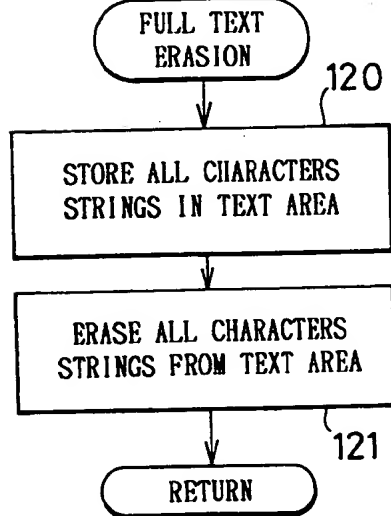 FULL TEXT
ERASION
120
STORE ALL CHARACTERS
STRINGS IN TEXT AREA
ERASE ALL CHARACTERS
STRINGS FROM TEXT AREA
121
RETURN